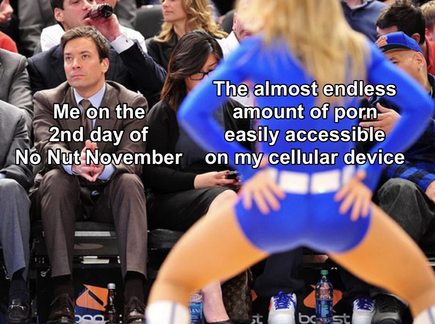 Me on the
2nd day of
No Nut November
The almost endless
amount of porn
easily accessible
on my cellular device